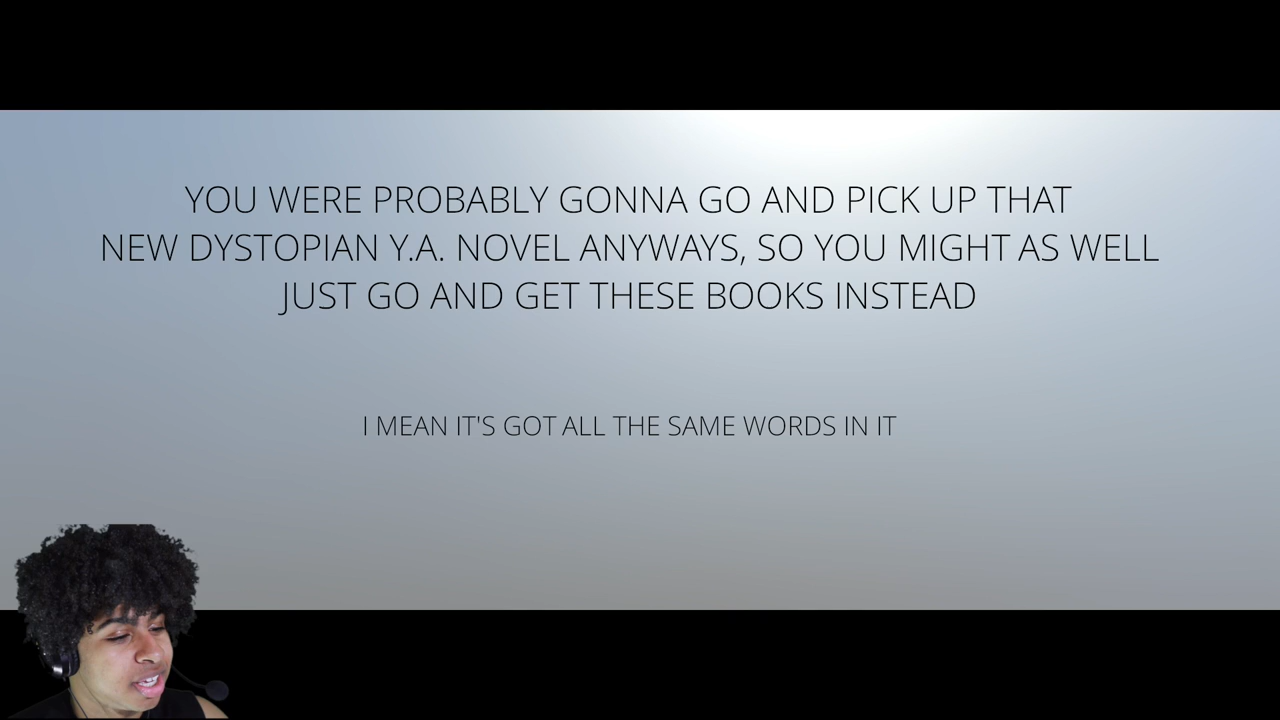 YOU WERE PROBABLY GONNA GO AND PICK UP THAT
NEW DYSTOPIAN Y.A. NOVEL ANYWAYS, SO YOU MIGHT AS WELL
JUST GO AND GET THESE BOOKS INSTEAD
I MEAN IT'S GOT ALL THE SAME WORDS IN IT